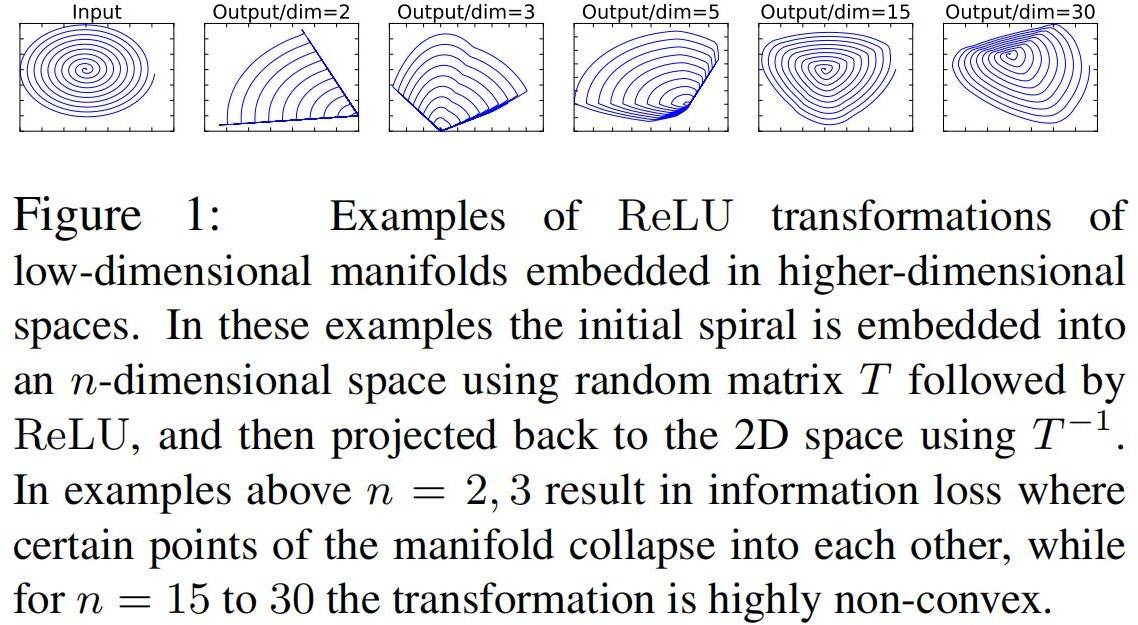 Input Output/dim=2 Output/dim=3 Output/dim=5 Output/dim=15 Output/dim=30
Figure 1: Examples of ReLU transformations of
low-dimensional manifolds embedded in higher-dimensional
spaces. In these examples the initial spiral is embedded into
an n-dimensional space using random matrix T followed by
ReLU, and then projected back to the 2D space using T⁻¹.
In examples above n = 2, 3 result in information loss where
certain points of the manifold collapse into each other, while
for n = 15 to 30 the transformation is highly non-convex.